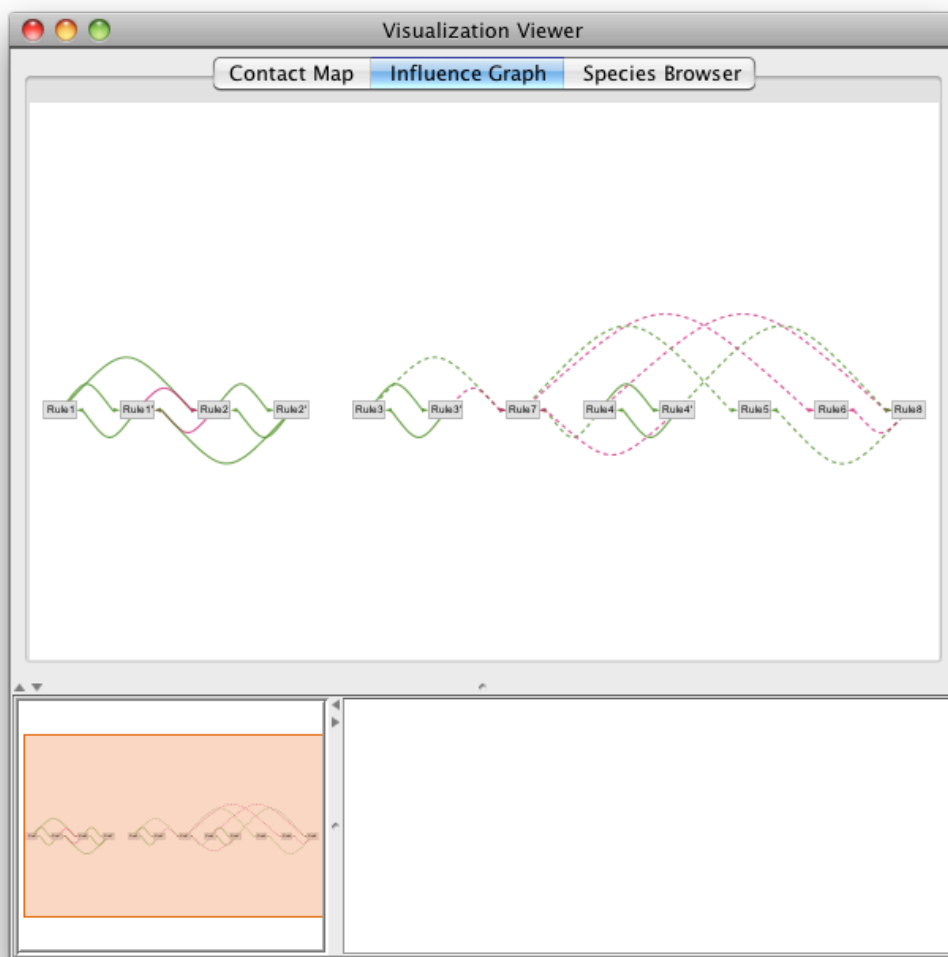 Visualization Viewer
Contact Map Influence Graph Species Browser
Rule1 Rule1' Rule2 Rule2' Rule3 Rule3' Rule7 Rule4 Rule4' Rule5 Rule6 Rule8